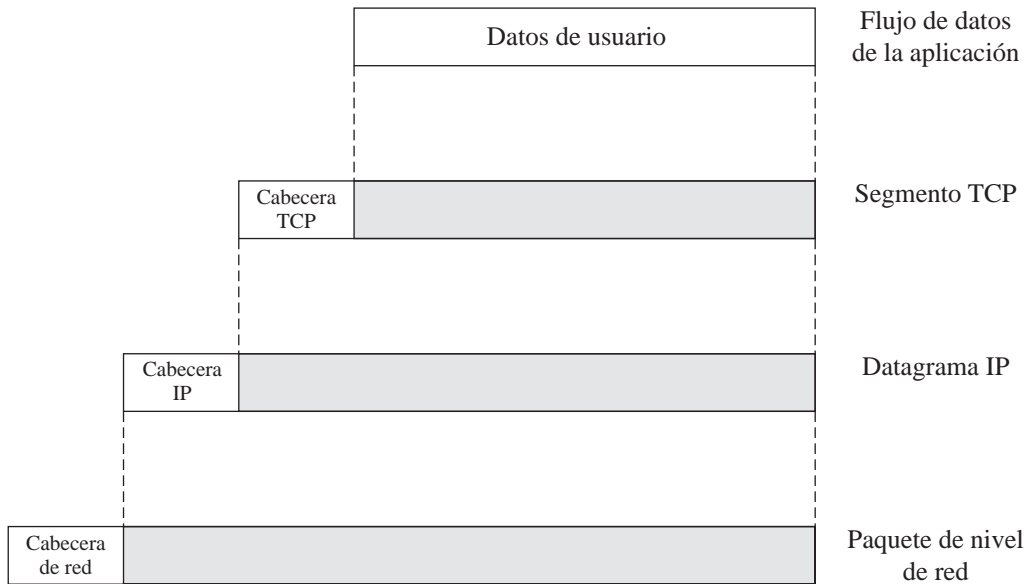 Datos de usuario
Flujo de datos
de la aplicación
Cabecera
TCP
Segmento TCP
Cabecera
IP
Datagrama IP
Cabecera
de red
Paquete de nivel
de red